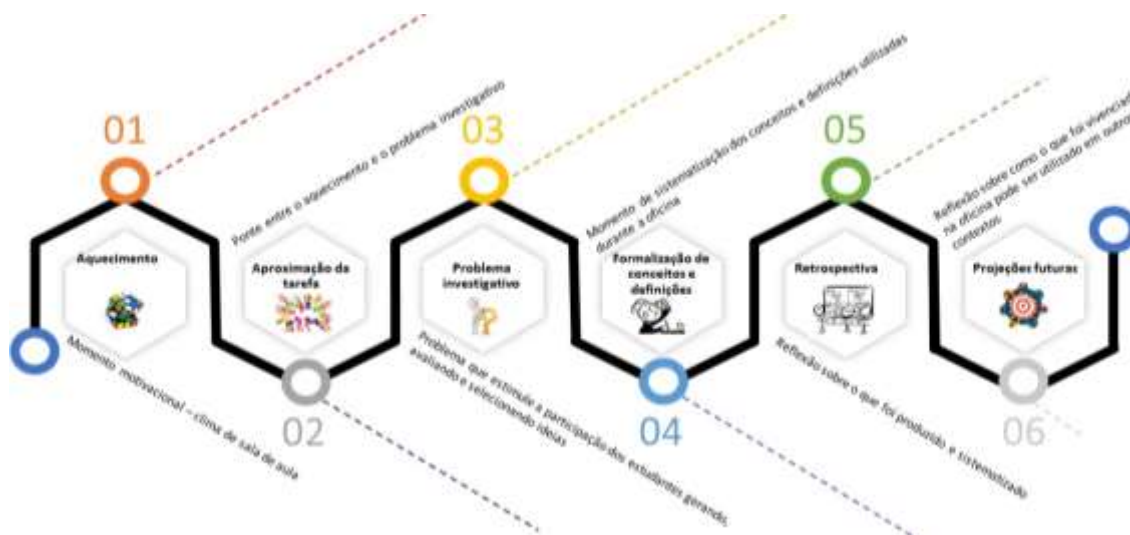 01
Aquecimento
Momento motivacional – clima de sala de aula
02
Aproximação da
tarefa
Ponte entre o aquecimento e o problema investigativo
03
Problema
investigativo
Problema que estimule a participação dos estudantes gerando,
avaliando e selecionando ideias
04
Formalização de
conceitos e
definições
Momento de sistematização dos conceitos e definições utilizadas
durante a oficina
05
Retrospectiva
Reflexão sobre o que foi produzido e sistematizado
06
Projeções futuras
Reflexão sobre como o que foi vivenciad
na oficina pode ser utilizado em outro
contextos